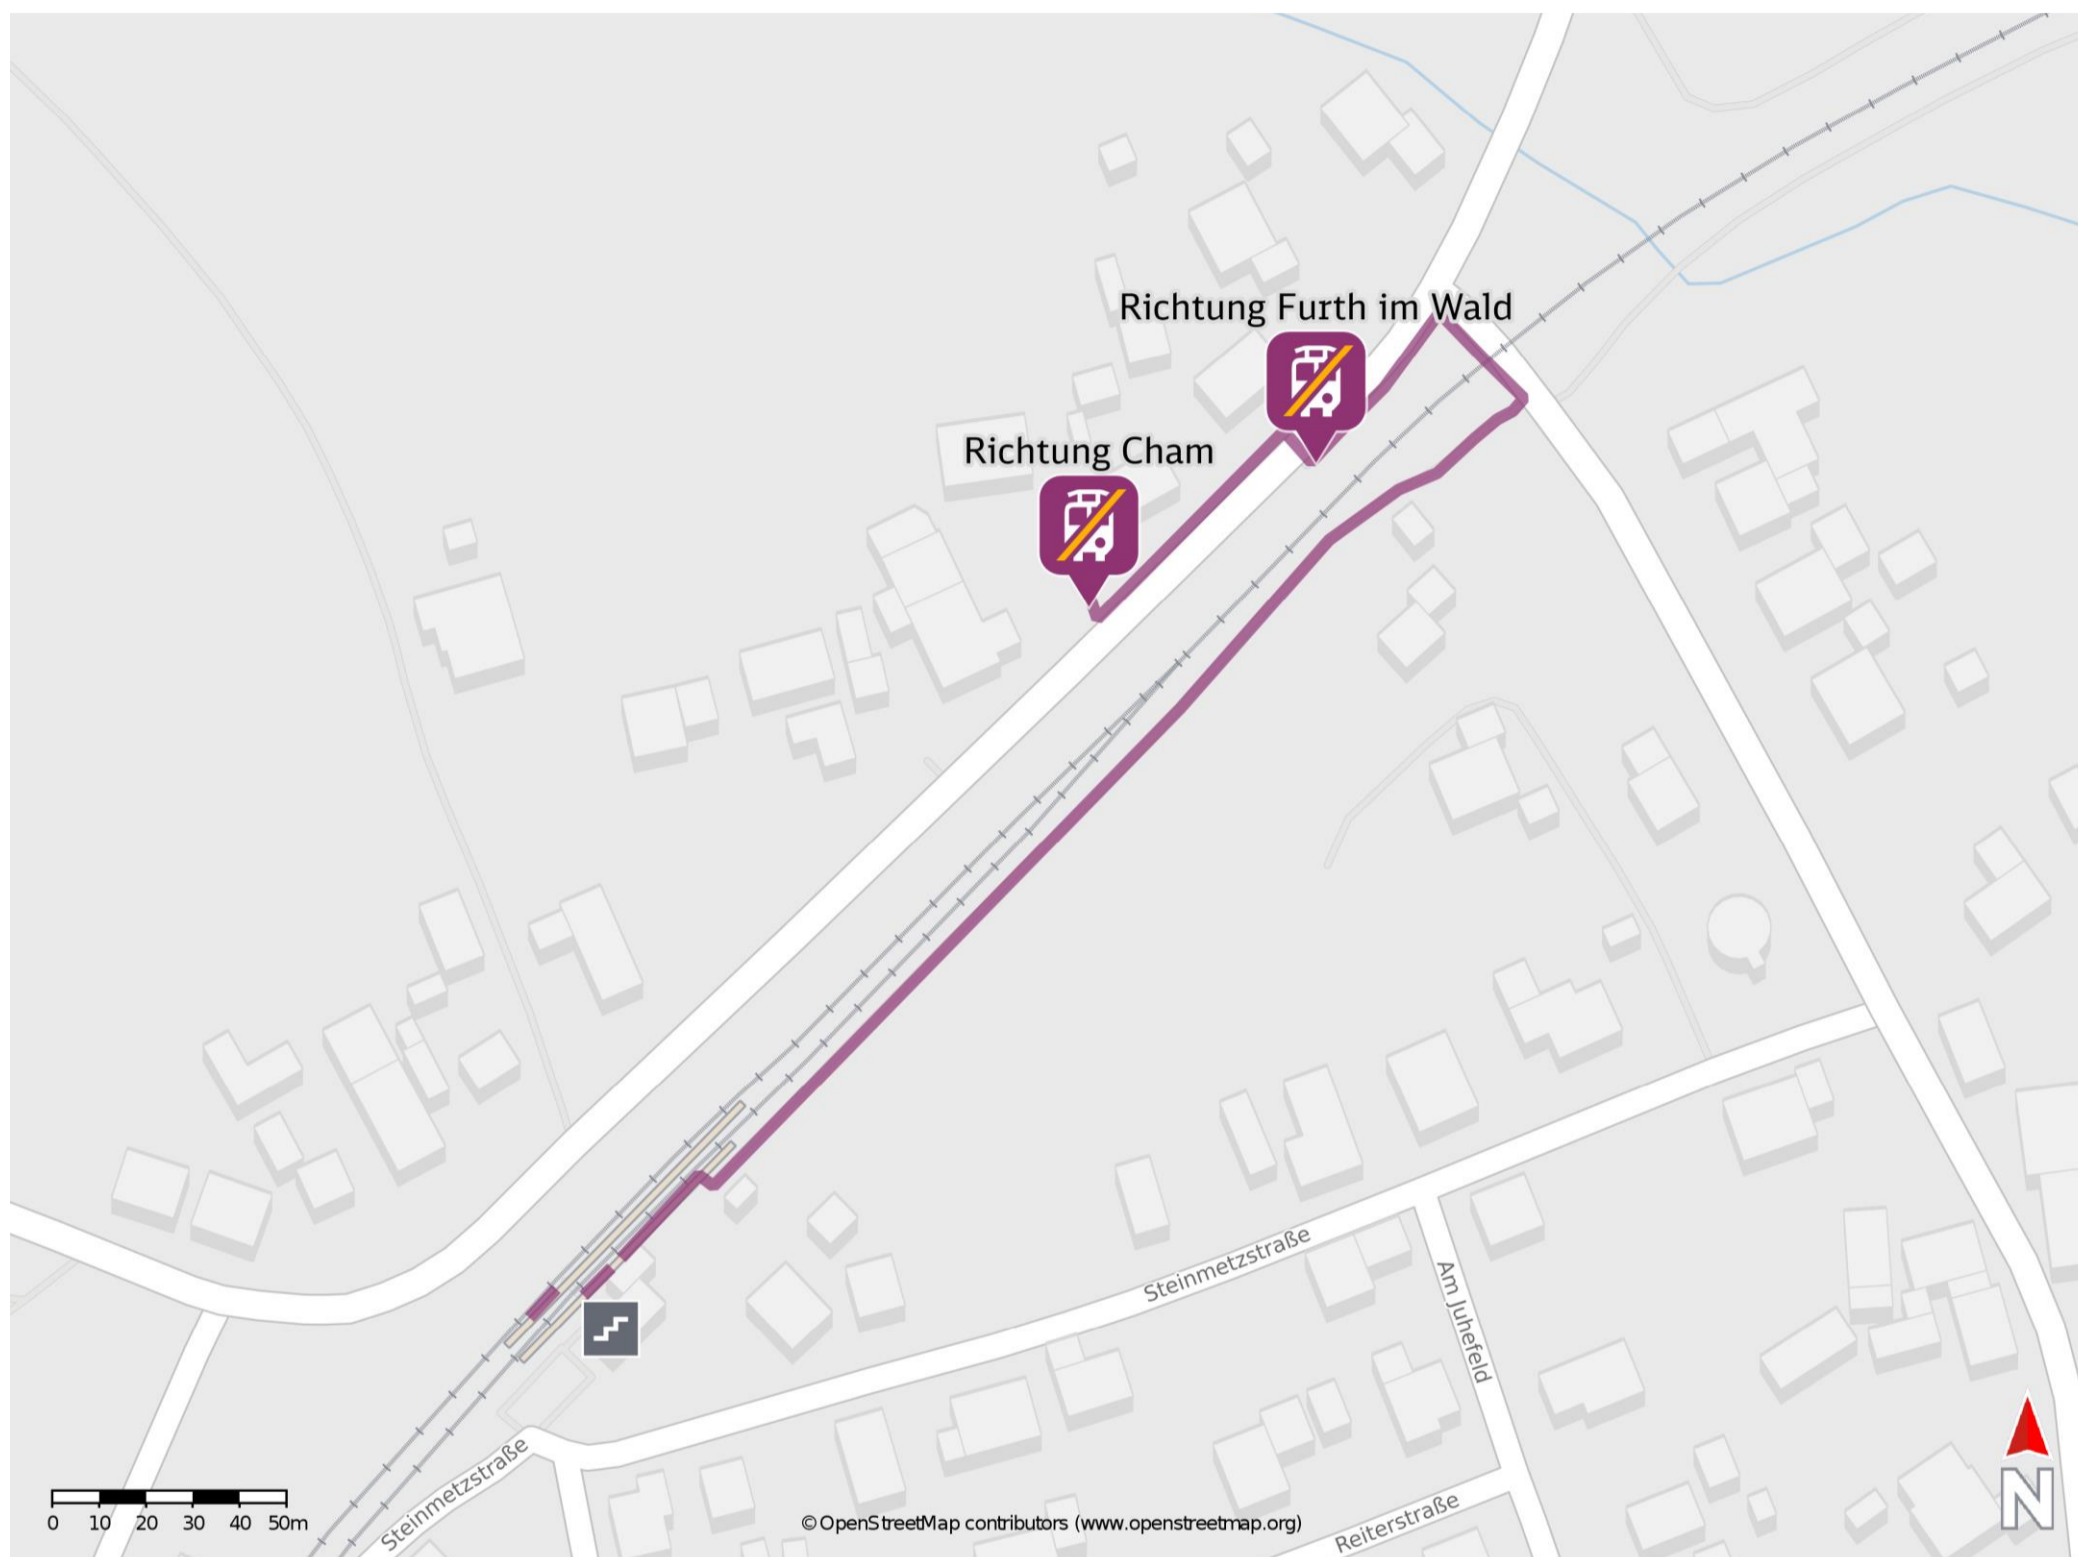 Richtung Furth im Wald
Richtung Cham
Steinmetzstraße
Am Juhefeld
Steinmetzstraße
Reiterstraße
0 10 20 30 40 50m
©OpenStreetMap contributors (www.openstreetmap.org)
N